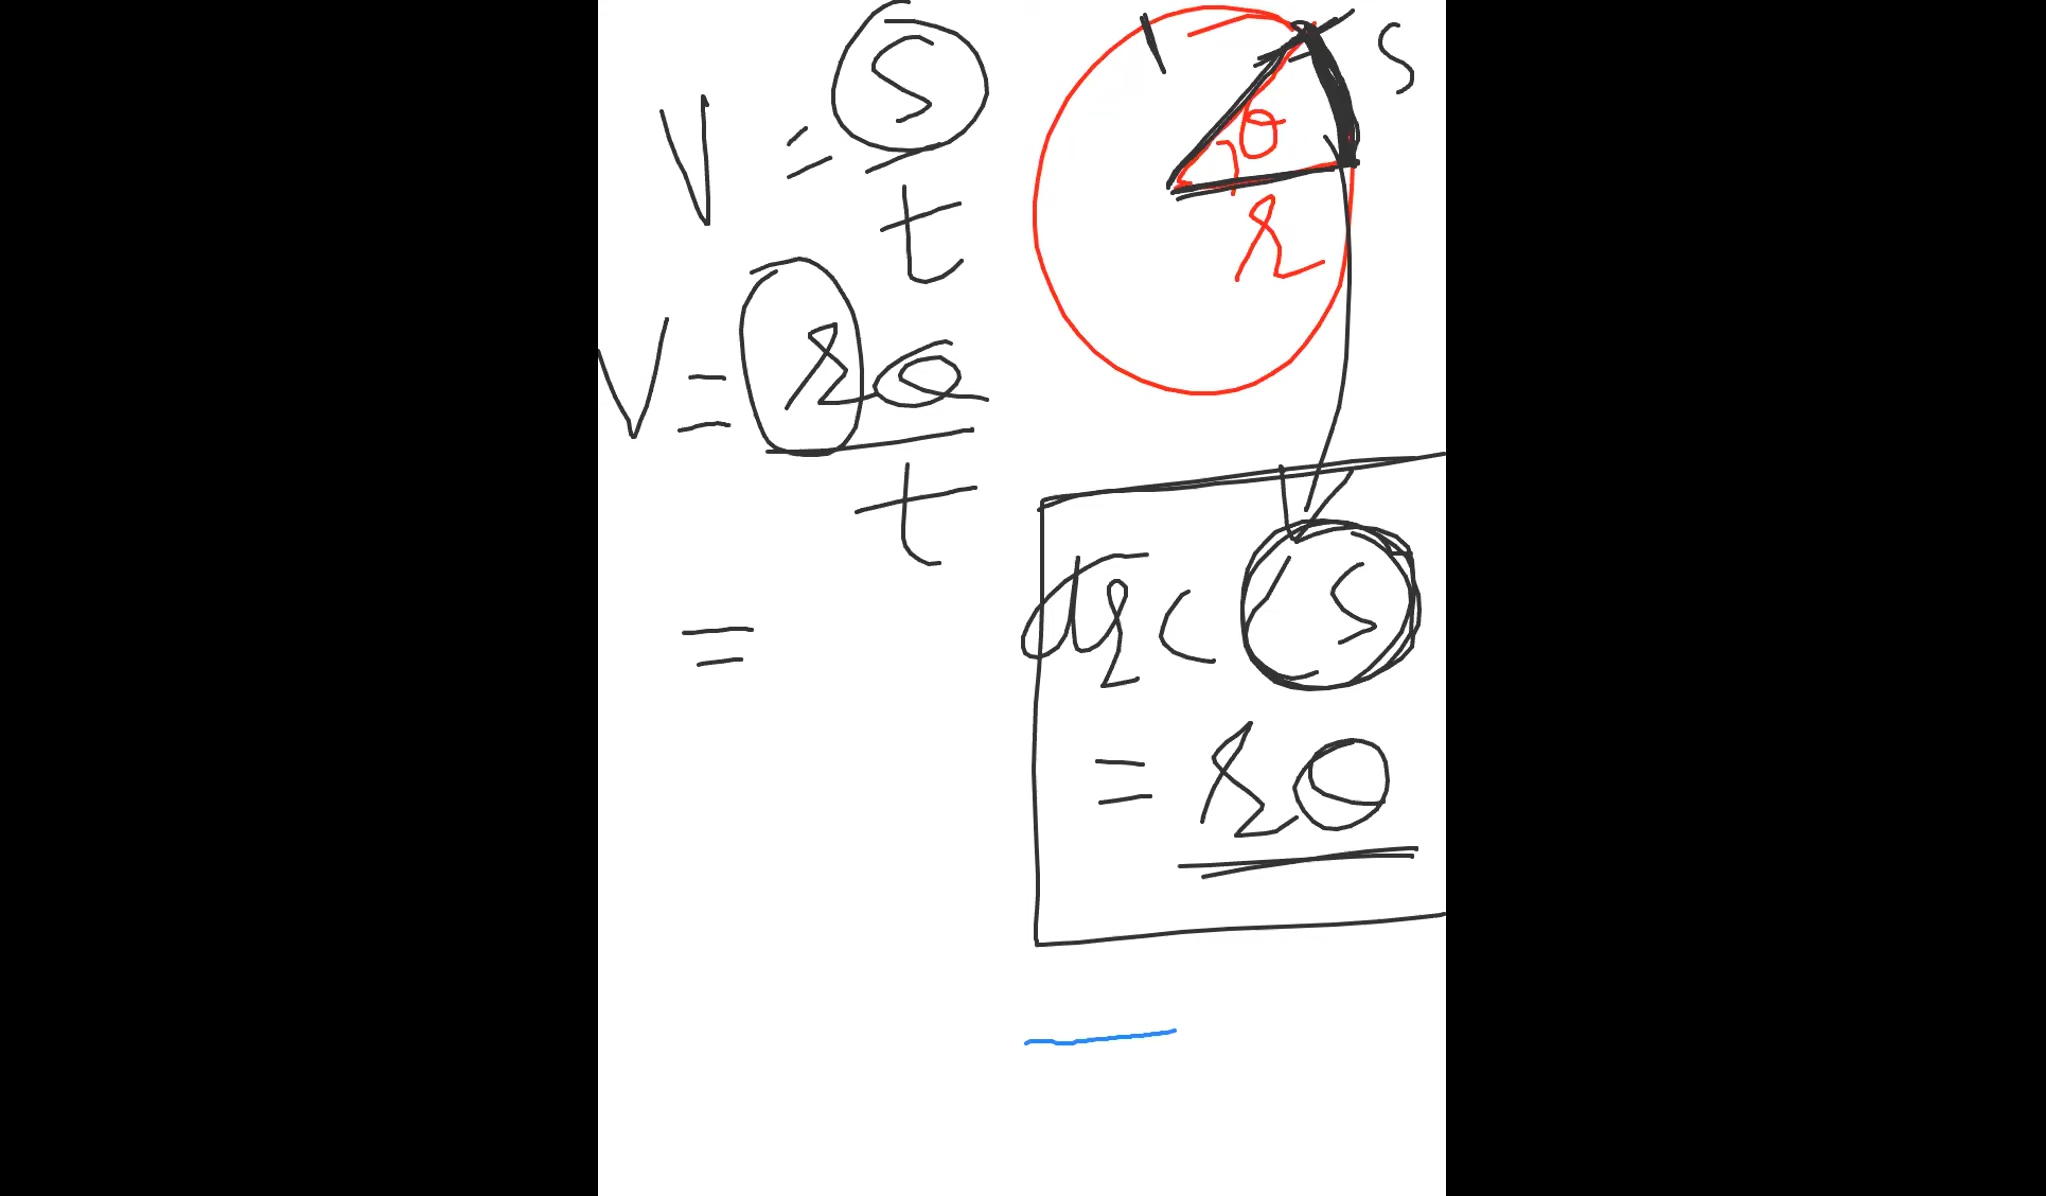 V = s / t
θ
s
r
V = rθ / t
=
arc s
= rθ